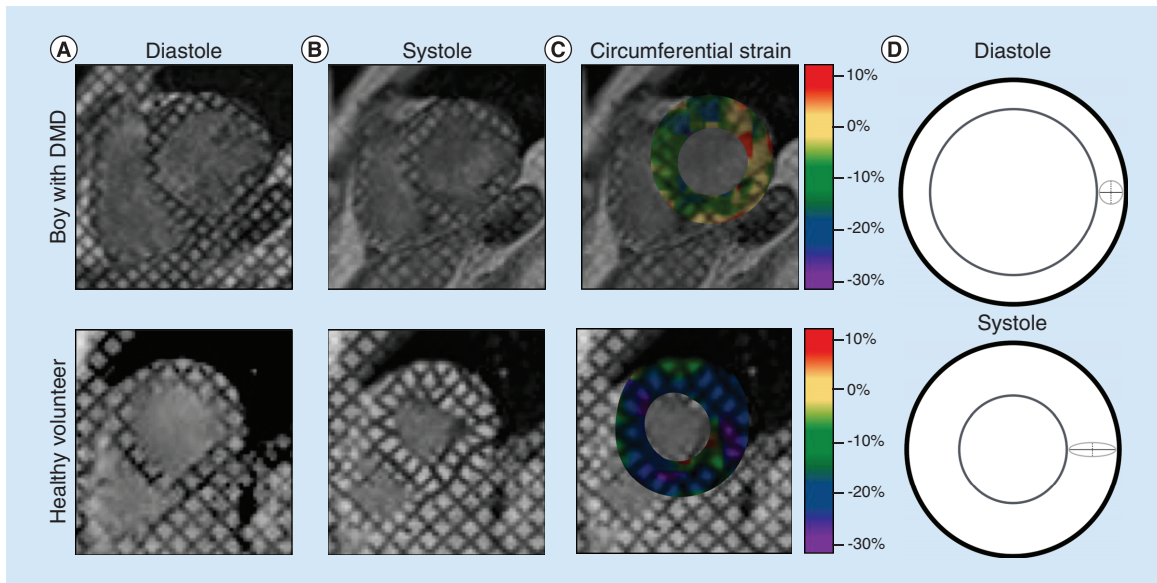 A
Diastole
B
Systole
C
Circumferential strain
D
Diastole
Boy with DMD
10%
0%
-10%
-20%
-30%
Systole
Healthy volunteer
10%
0%
-10%
-20%
-30%